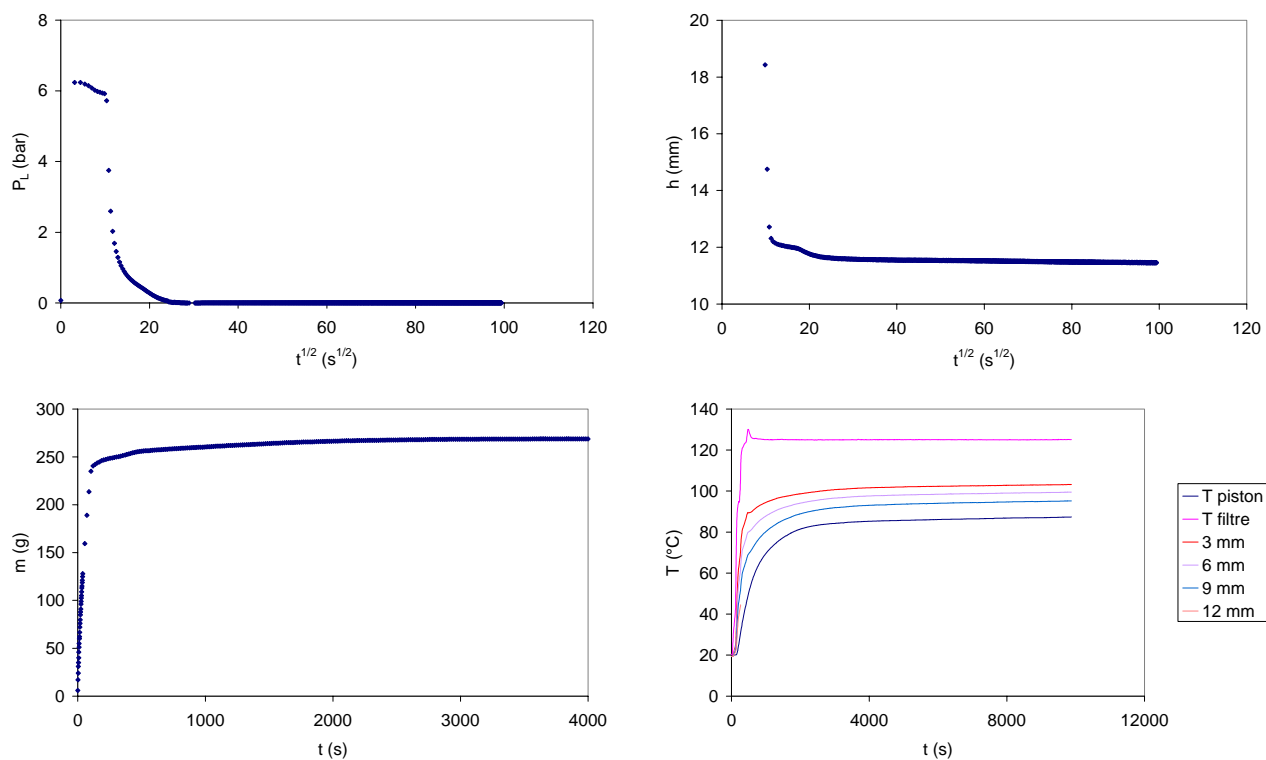 8
6
4
2
0
P_L (bar)
0 20 40 60 80 100 120
t^{1/2} (s^{1/2})
20
18
16
14
12
10
h (mm)
0 20 40 60 80 100 120
t^{1/2} (s^{1/2})
300
250
200
150
100
50
0
m (g)
0 1000 2000 3000 4000
t (s)
140
120
100
80
60
40
20
0
T (°C)
0 4000 8000 12000
t (s)
T piston
T filtre
3 mm
6 mm
9 mm
12 mm